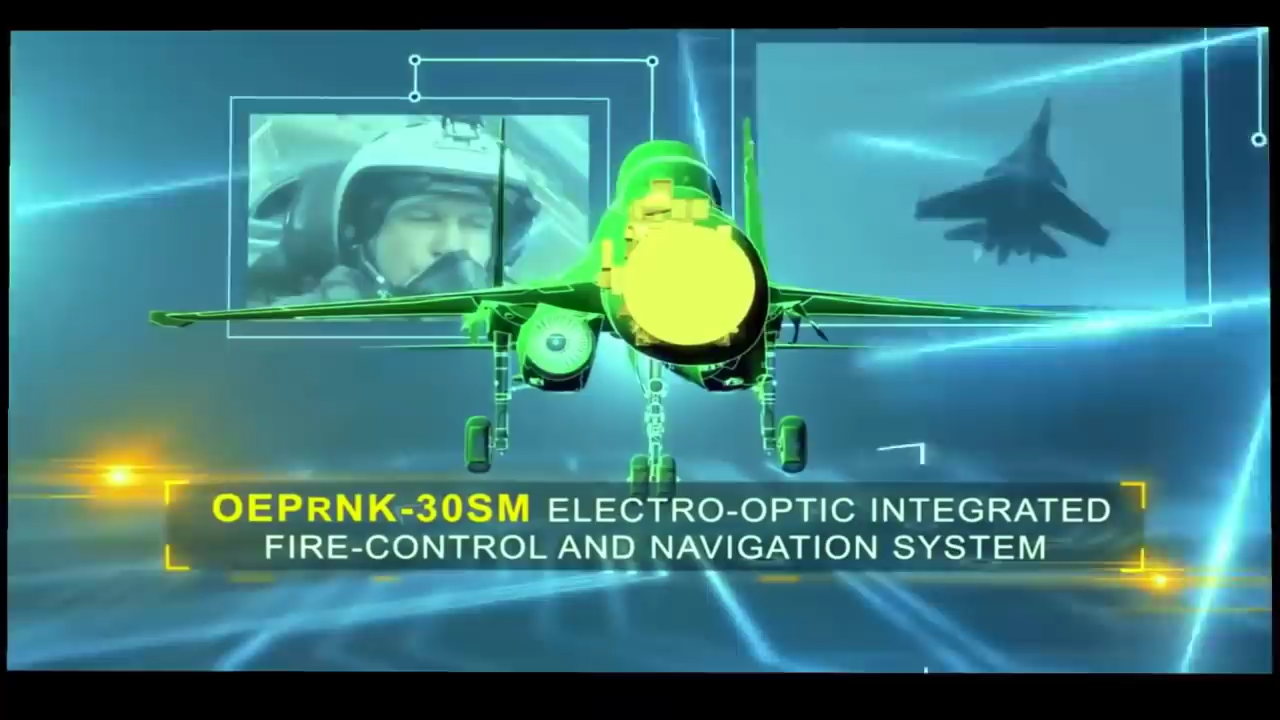 OEPrNK-30SM ELECTRO-OPTIC INTEGRATED
FIRE-CONTROL AND NAVIGATION SYSTEM